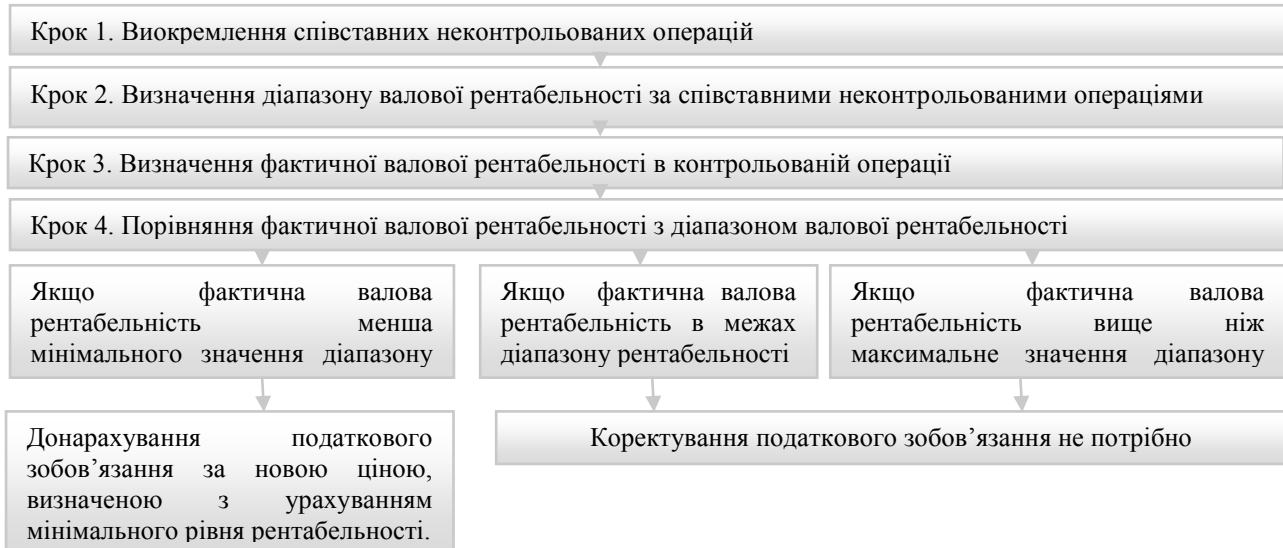 Крок 1. Виокремлення співставних неконтрольованих операцій
Крок 2. Визначення діапазону валової рентабельності за співставними неконтрольованими операціями
Крок 3. Визначення фактичної валової рентабельності в контрольованій операції
Крок 4. Порівняння фактичної валової рентабельності з діапазоном валової рентабельності
Якщо фактична валова
рентабельність менша
мінімального значення діапазону
Якщо фактична валова
рентабельність в межах
діапазону рентабельності
Якщо фактична валова
рентабельність вище ніж
максимальне значення діапазону
Донарахування податкового
зобов’язання за новою ціною,
визначеною з урахуванням
мінімального рівня рентабельності.
Коректування податкового зобов’язання не потрібно